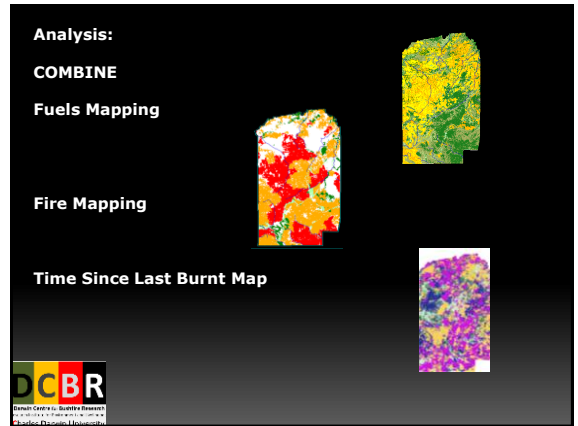 Analysis:
COMBINE
Fuels Mapping
Fire Mapping
Time Since Last Burnt Map
DCBR
Darwin Centre for Bushfire Research
Charles Darwin University